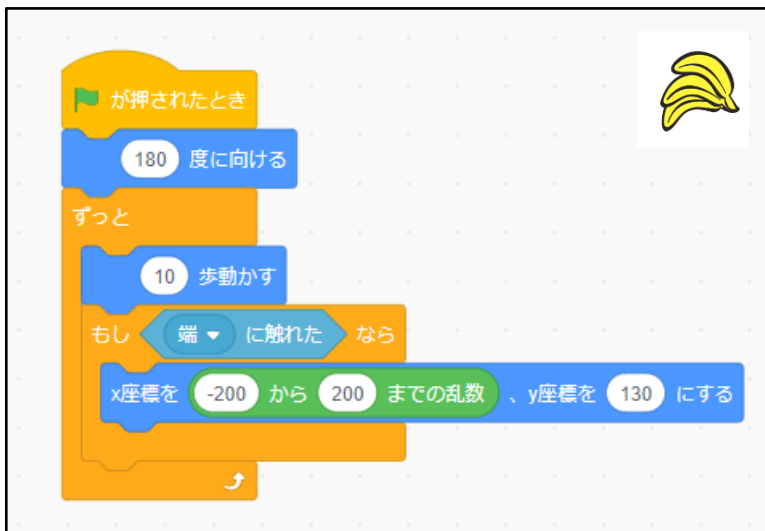 が押されたとき
180 度に向ける
ずっと
10 歩動かす
もし 端 に触れた なら
x座標を -200 から 200 までの乱数 、y座標を 130 にする